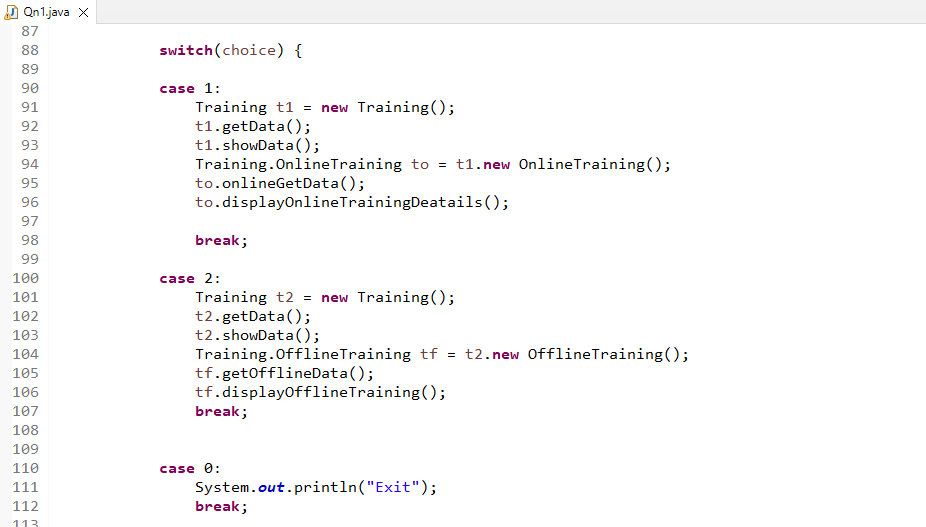 Qn1.java
87
88 switch(choice) {
89
90 case 1:
91 Training t1 = new Training();
92 t1.getData();
93 t1.showData();
94 Training.OnlineTraining to = t1.new OnlineTraining();
95 to.onlineGetData();
96 to.displayOnlineTrainingDeatails();
97
98 break;
99
100 case 2:
101 Training t2 = new Training();
102 t2.getData();
103 t2.showData();
104 Training.OfflineTraining tf = t2.new OfflineTraining();
105 tf.getOfflineData();
106 tf.displayOfflineTraining();
107 break;
108
109
110 case 0:
111 System.out.println("Exit");
112 break;
113